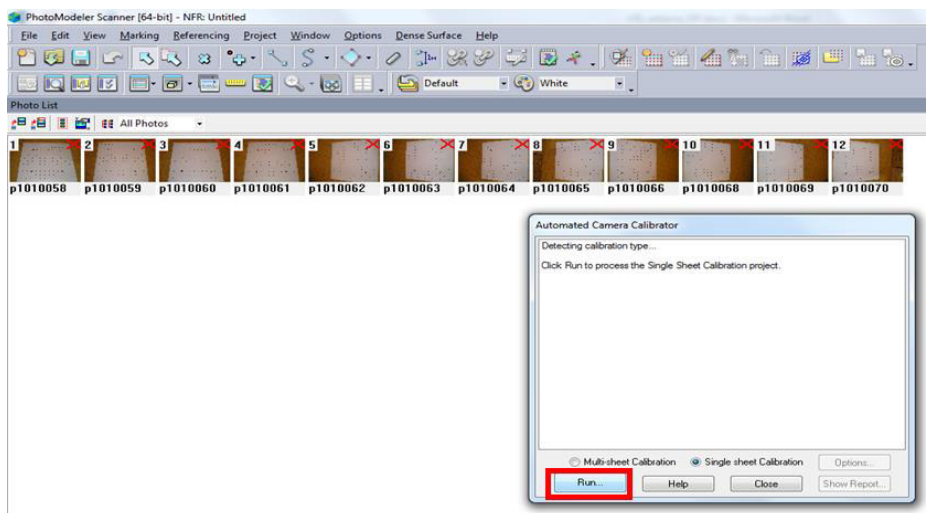 PhotoModeler Scanner [64-bit] - NFR: Untitled
File Edit View Marking Referencing Project Window Options Dense Surface Help
Default White
Photo List
All Photos
1 2 3 4 5 6 7 8 9 10 11 12
p1010058 p1010059 p1010060 p1010061 p1010062 p1010063 p1010064 p1010065 p1010066 p1010068 p1010069 p1010070
Automated Camera Calibrator
Detecting calibration type...
Click Run to process the Single Sheet Calibration project.
Multi-sheet Calibration Single sheet Calibration Options...
Run... Help Close Show Report...